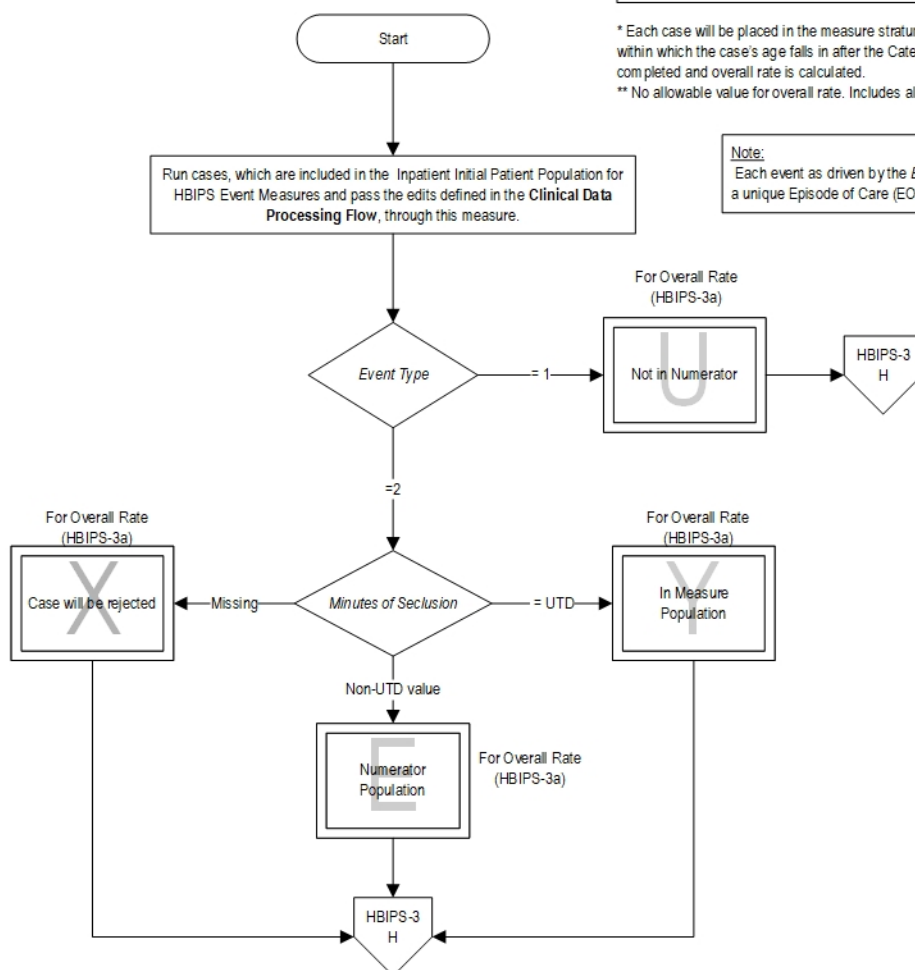 Start
* Each case will be placed in the measure stratum
within which the case's age falls in after the Cate
completed and overall rate is calculated.
** No allowable value for overall rate. Includes al
Run cases, which are included in the Inpatient Initial Patient Population for
HBIPS Event Measures and pass the edits defined in the Clinical Data
Processing Flow, through this measure.
Note:
Each event as driven by the E
a unique Episode of Care (EO
For Overall Rate
(HBIPS-3a)
Event Type
= 1
U
Not in Numerator
HBIPS-3
H
=2
For Overall Rate
(HBIPS-3a)
X
Case will be rejected
Missing
Minutes of Seclusion
= UTD
For Overall Rate
(HBIPS-3a)
Y
In Measure
Population
Non-UTD value
E
Numerator
Population
For Overall Rate
(HBIPS-3a)
HBIPS-3
H